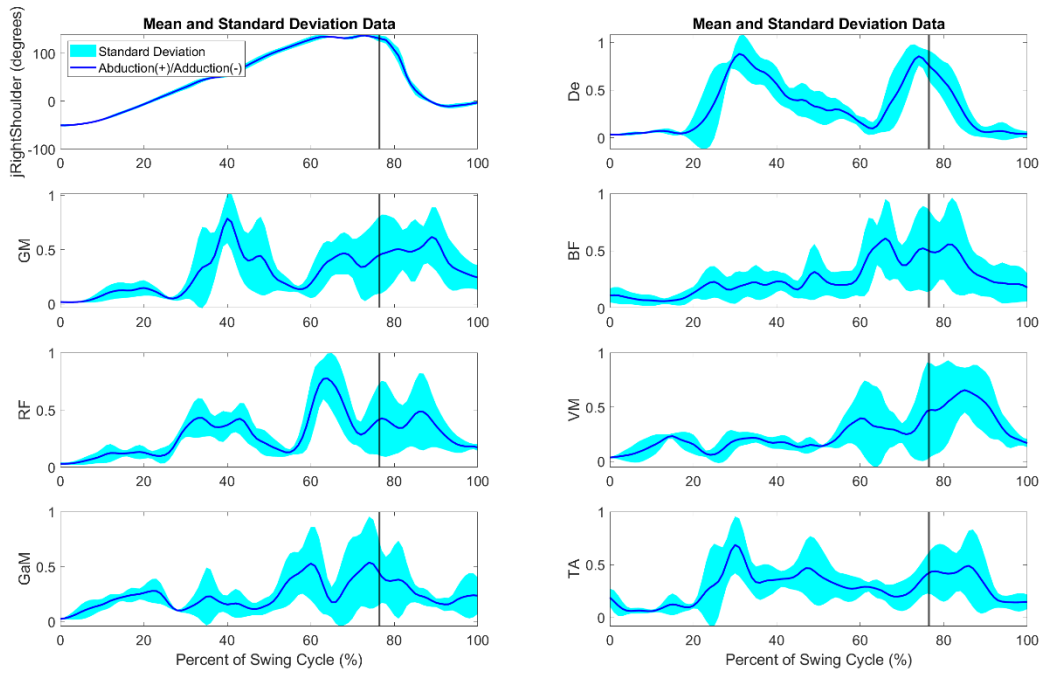 Mean and Standard Deviation Data
jRightShoulder (degrees)
100
0
-100
Standard Deviation
Abduction(+)/Adduction(-)
0 20 40 60 80 100
Mean and Standard Deviation Data
De
1
0.5
0
0 20 40 60 80 100
GM
1
0.5
0
0 20 40 60 80 100
BF
1
0.5
0
0 20 40 60 80 100
RF
1
0.5
0
0 20 40 60 80 100
VM
1
0.5
0
0 20 40 60 80 100
GaM
1
0.5
0
0 20 40 60 80 100
Percent of Swing Cycle (%)
TA
1
0.5
0
0 20 40 60 80 100
Percent of Swing Cycle (%)